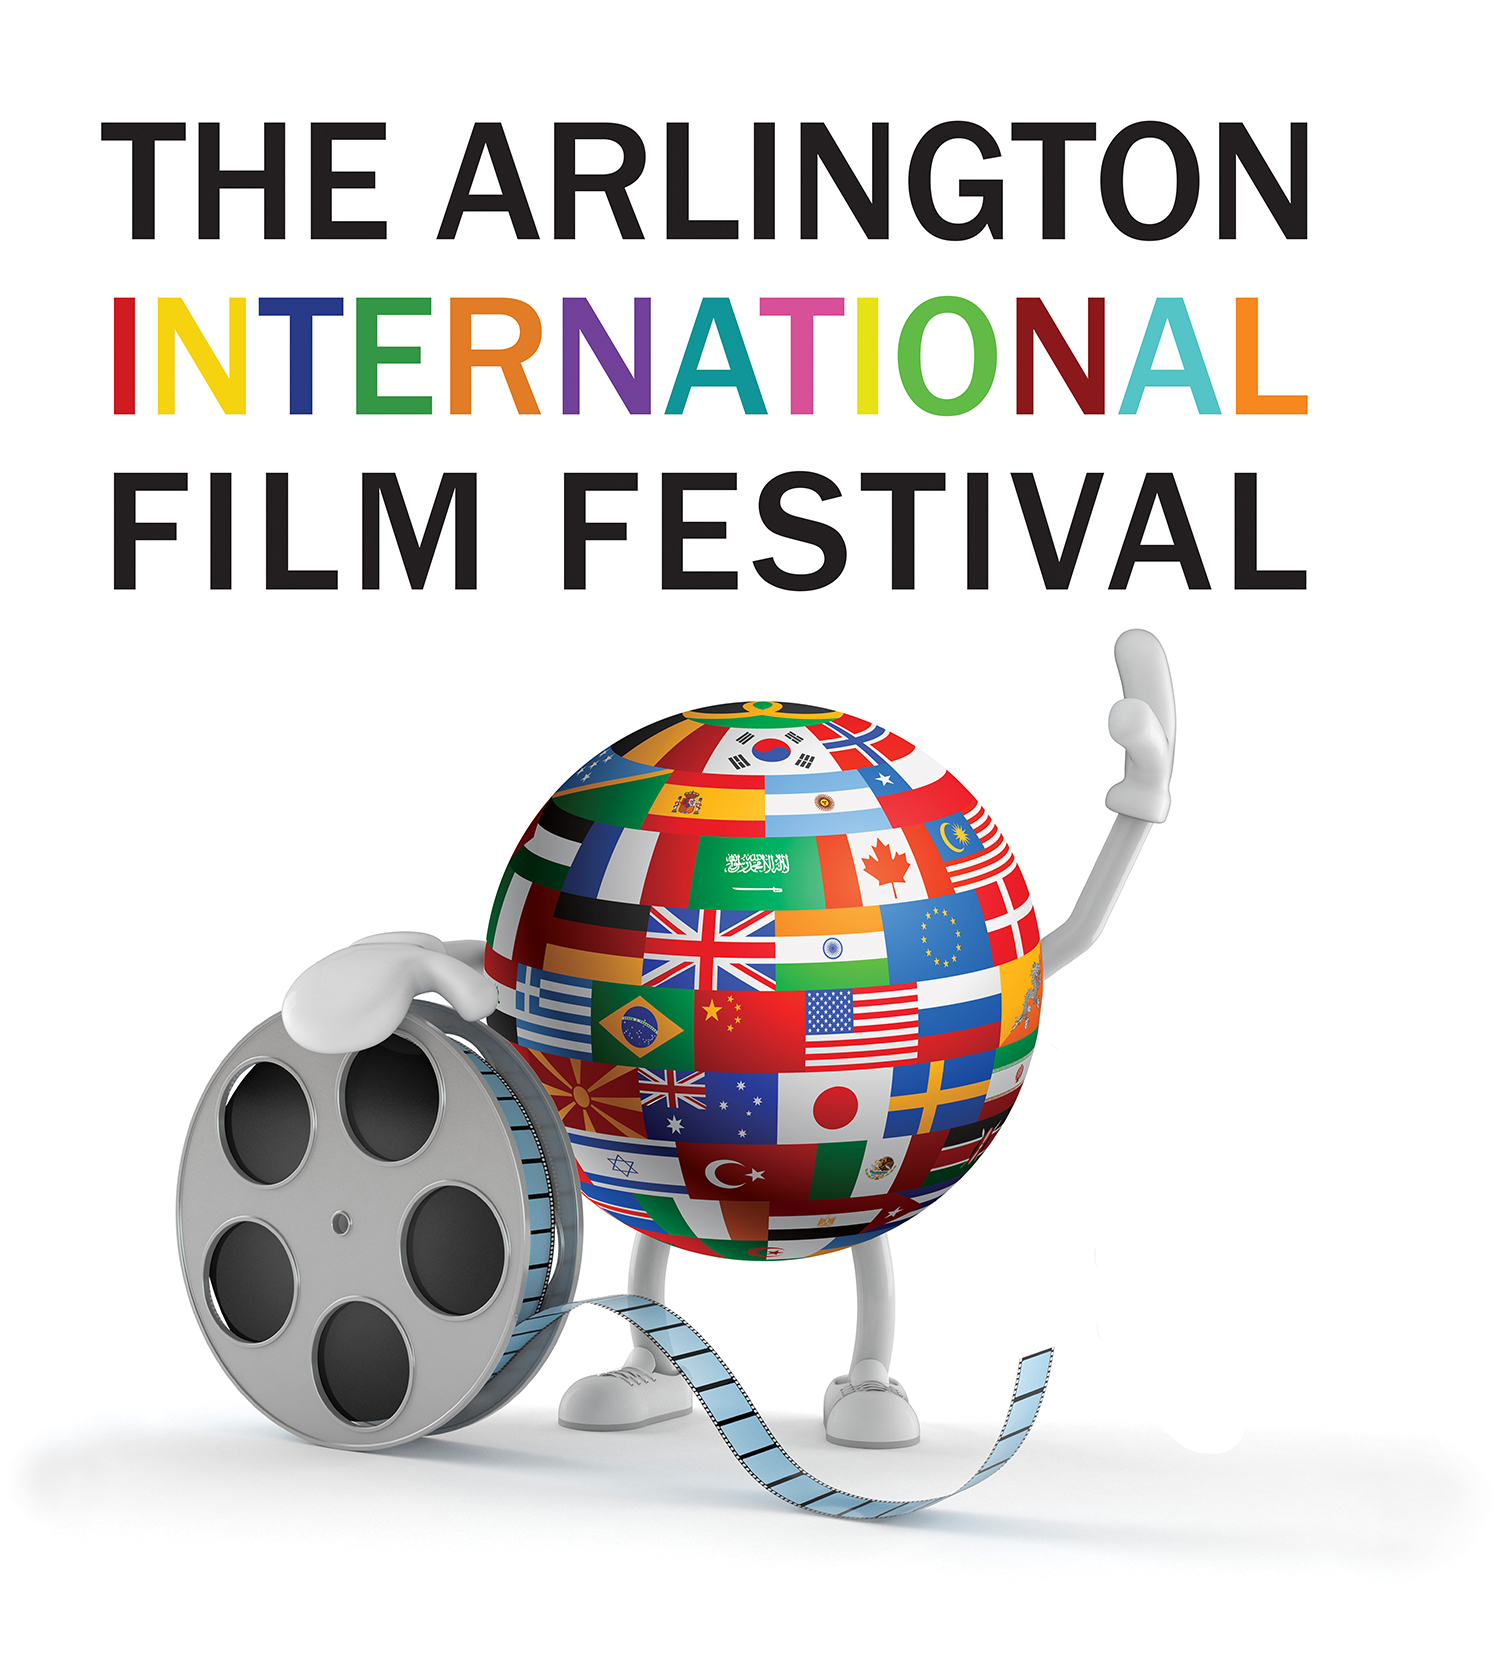 THE ARLINGTON
INTERNATIONAL
FILM FESTIVAL